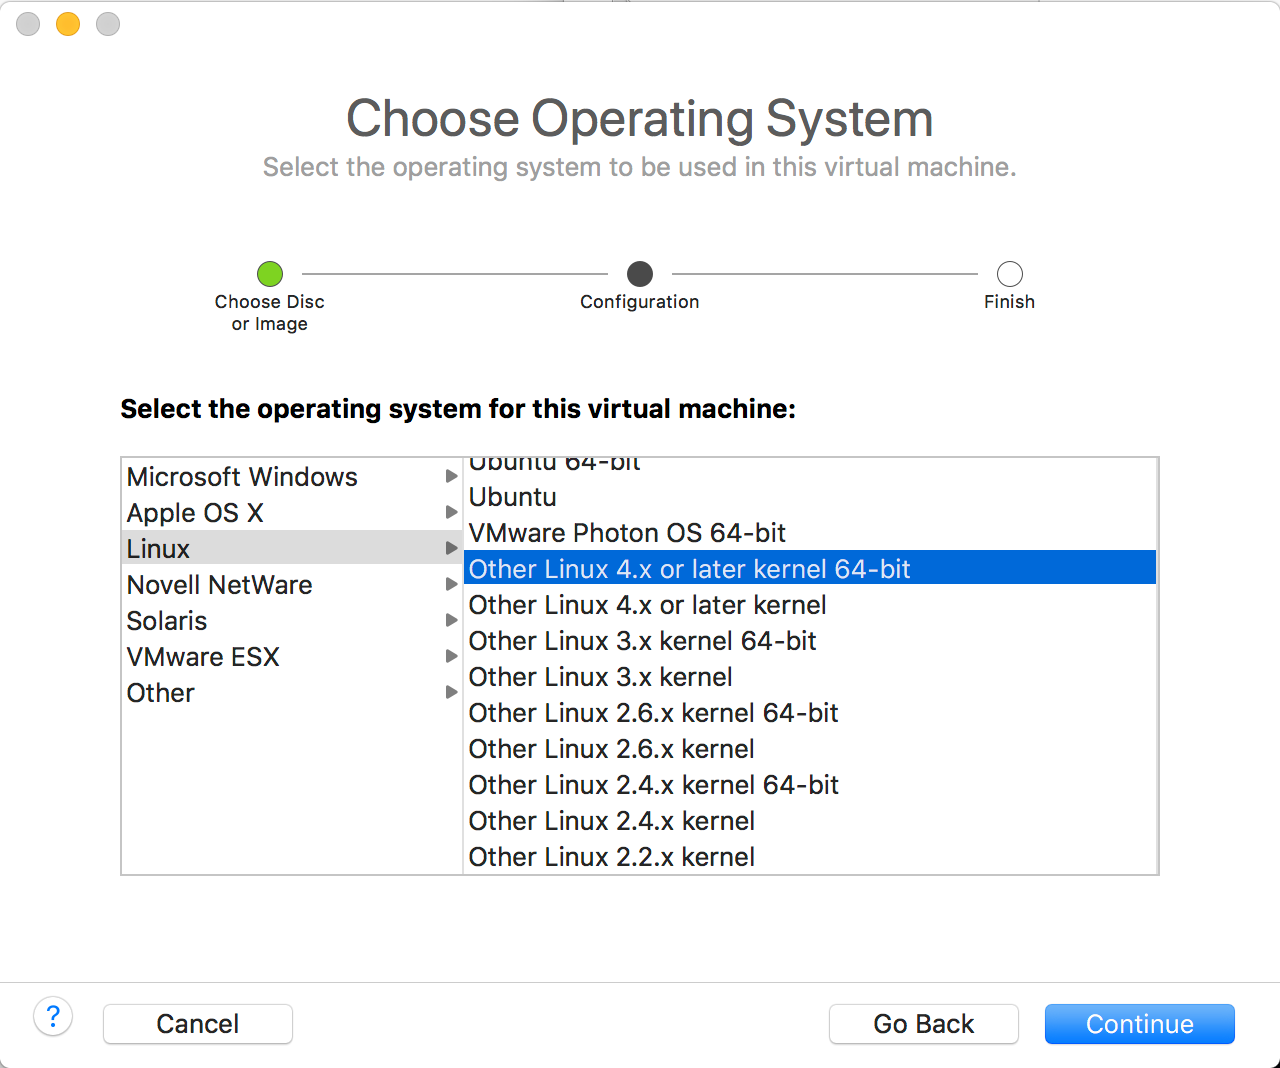 Choose Operating System
Select the operating system to be used in this virtual machine.
Choose Disc
or Image
Configuration
Finish
Select the operating system for this virtual machine:
Microsoft Windows
Apple OS X
Linux
Novell NetWare
Solaris
VMware ESX
Other
Ubuntu 64-bit
Ubuntu
VMware Photon OS 64-bit
Other Linux 4.x or later kernel 64-bit
Other Linux 4.x or later kernel
Other Linux 3.x kernel 64-bit
Other Linux 3.x kernel
Other Linux 2.6.x kernel 64-bit
Other Linux 2.6.x kernel
Other Linux 2.4.x kernel 64-bit
Other Linux 2.4.x kernel
Other Linux 2.2.x kernel
?
Cancel
Go Back
Continue